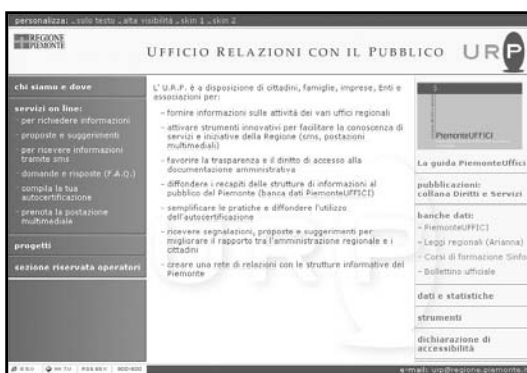 personalizza: _solo testo _alta visibilità _skin 1 _skin 2
REGIONE PIEMONTE
UFFICIO RELAZIONI CON IL PUBBLICO URP
chi siamo e dove
servizi on line:
- per richiedere informazioni
- proposte e suggerimenti
- per ricevere informazioni
tramite sms
- domande e risposte (F.A.Q.)
- compila la tua
autocertificazione
- prenota la postazione
multimediale
progetti
sezione riservata operatori
L'U.R.P. è a disposizione di cittadini, famiglie, imprese, Enti e
associazioni per:
- fornire informazioni sulle attività dei vari uffici regionali
- attivare strumenti innovativi per facilitare la conoscenza di
servizi e iniziative della Regione (sms, postazioni
multimediali)
- favorire la trasparenza e il diritto di accesso alla
documentazione amministrativa
- diffondere i recapiti delle strutture di informazioni al
pubblico del Piemonte (banca dati PiemonteUFFICI)
- semplificare le pratiche e diffondere l'utilizzo
dell'autocertificazione
- ricevere segnalazioni, proposte e suggerimenti per
migliorare il rapporto tra l'amministrazione regionale e i
cittadini
- creare una rete di relazioni con le strutture informative del
Piemonte
PiemonteUFFICI
La guida PiemonteUffici
pubblicazioni:
collana Diritti e Servizi
banche dati:
- PiemonteUFFICI
- Leggi regionali (Arianna)
- Corsi di formazione Sinfo
- Bollettino ufficiale
dati e statistiche
strumenti
dichiarazione di
accessibilità
800x600
e-mail: urp@regione.piemonte.